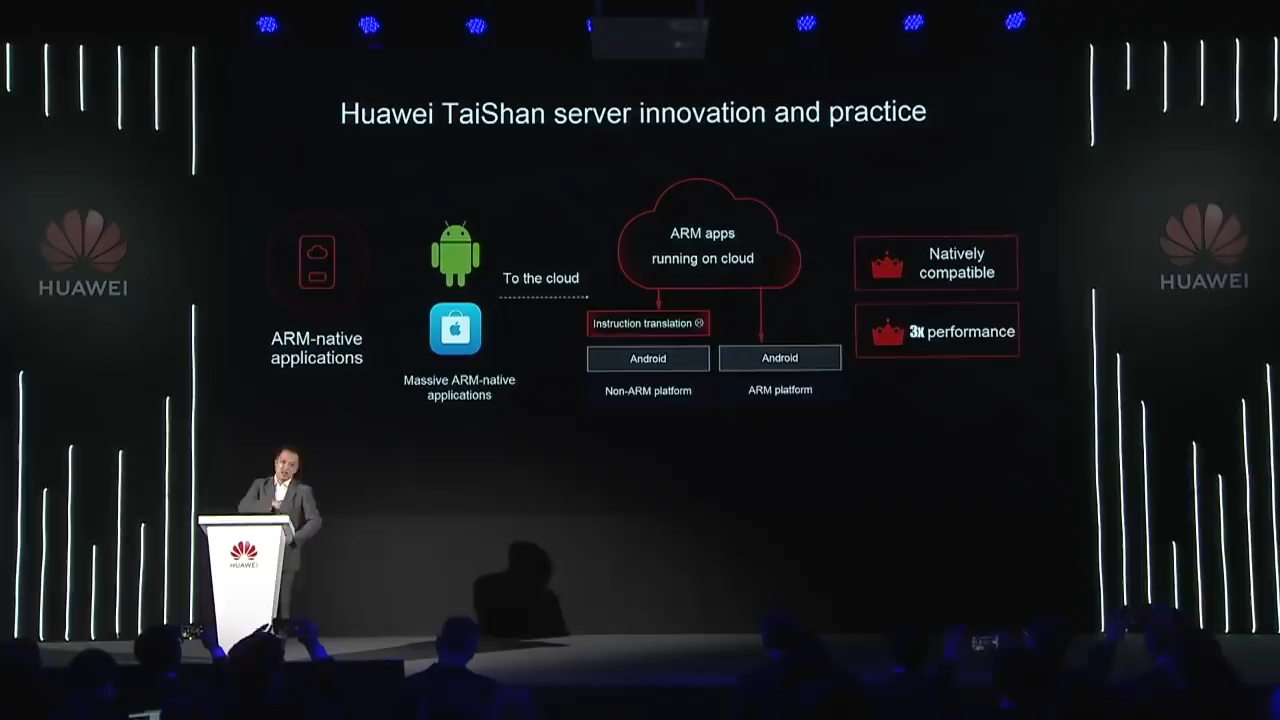 Huawei TaiShan server innovation and practice
HUAWEI
ARM-native
applications
Massive ARM-native
applications
To the cloud
ARM apps
running on cloud
Instruction translation ☹
Android
Non-ARM platform
Android
ARM platform
Natively
compatible
3x performance
HUAWEI
HUAWEI